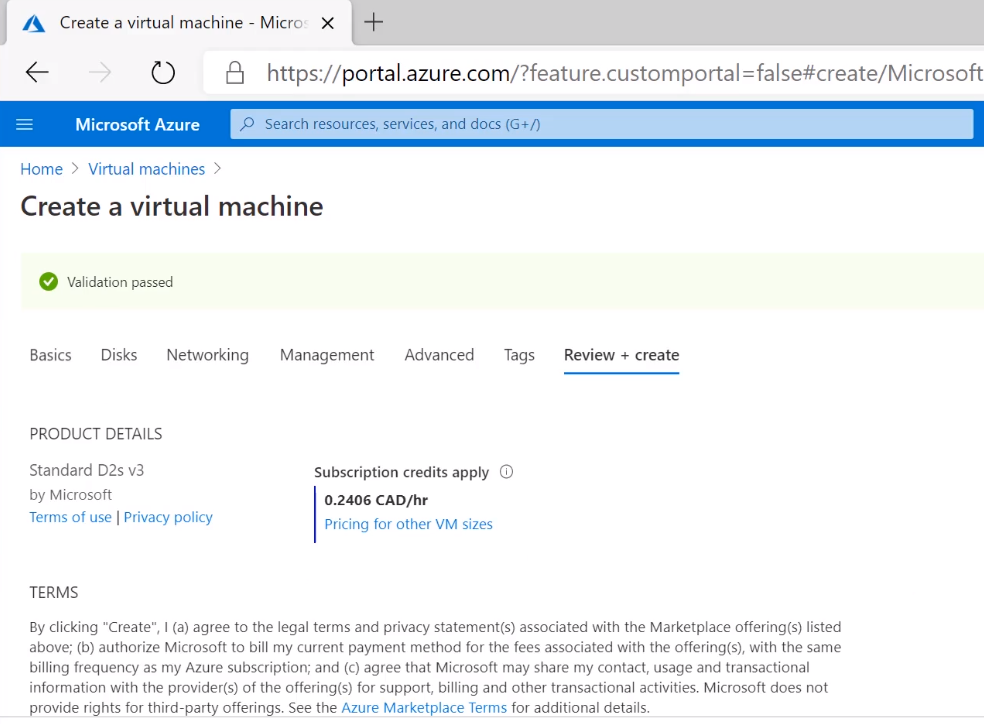 Create a virtual machine - Micros
https://portal.azure.com/?feature.customportal=false#create/Microsoft
Microsoft Azure
Search resources, services, and docs (G+/)
Home > Virtual machines >
Create a virtual machine
Validation passed
Basics Disks Networking Management Advanced Tags Review + create
PRODUCT DETAILS
Standard D2s v3
by Microsoft
Terms of use | Privacy policy
Subscription credits apply
0.2406 CAD/hr
Pricing for other VM sizes
TERMS
By clicking "Create", I (a) agree to the legal terms and privacy statement(s) associated with the Marketplace offering(s) listed
above; (b) authorize Microsoft to bill my current payment method for the fees associated with the offering(s), with the same
billing frequency as my Azure subscription; and (c) agree that Microsoft may share my contact, usage and transactional
information with the provider(s) of the offering(s) for support, billing and other transactional activities. Microsoft does not
provide rights for third-party offerings. See the Azure Marketplace Terms for additional details.